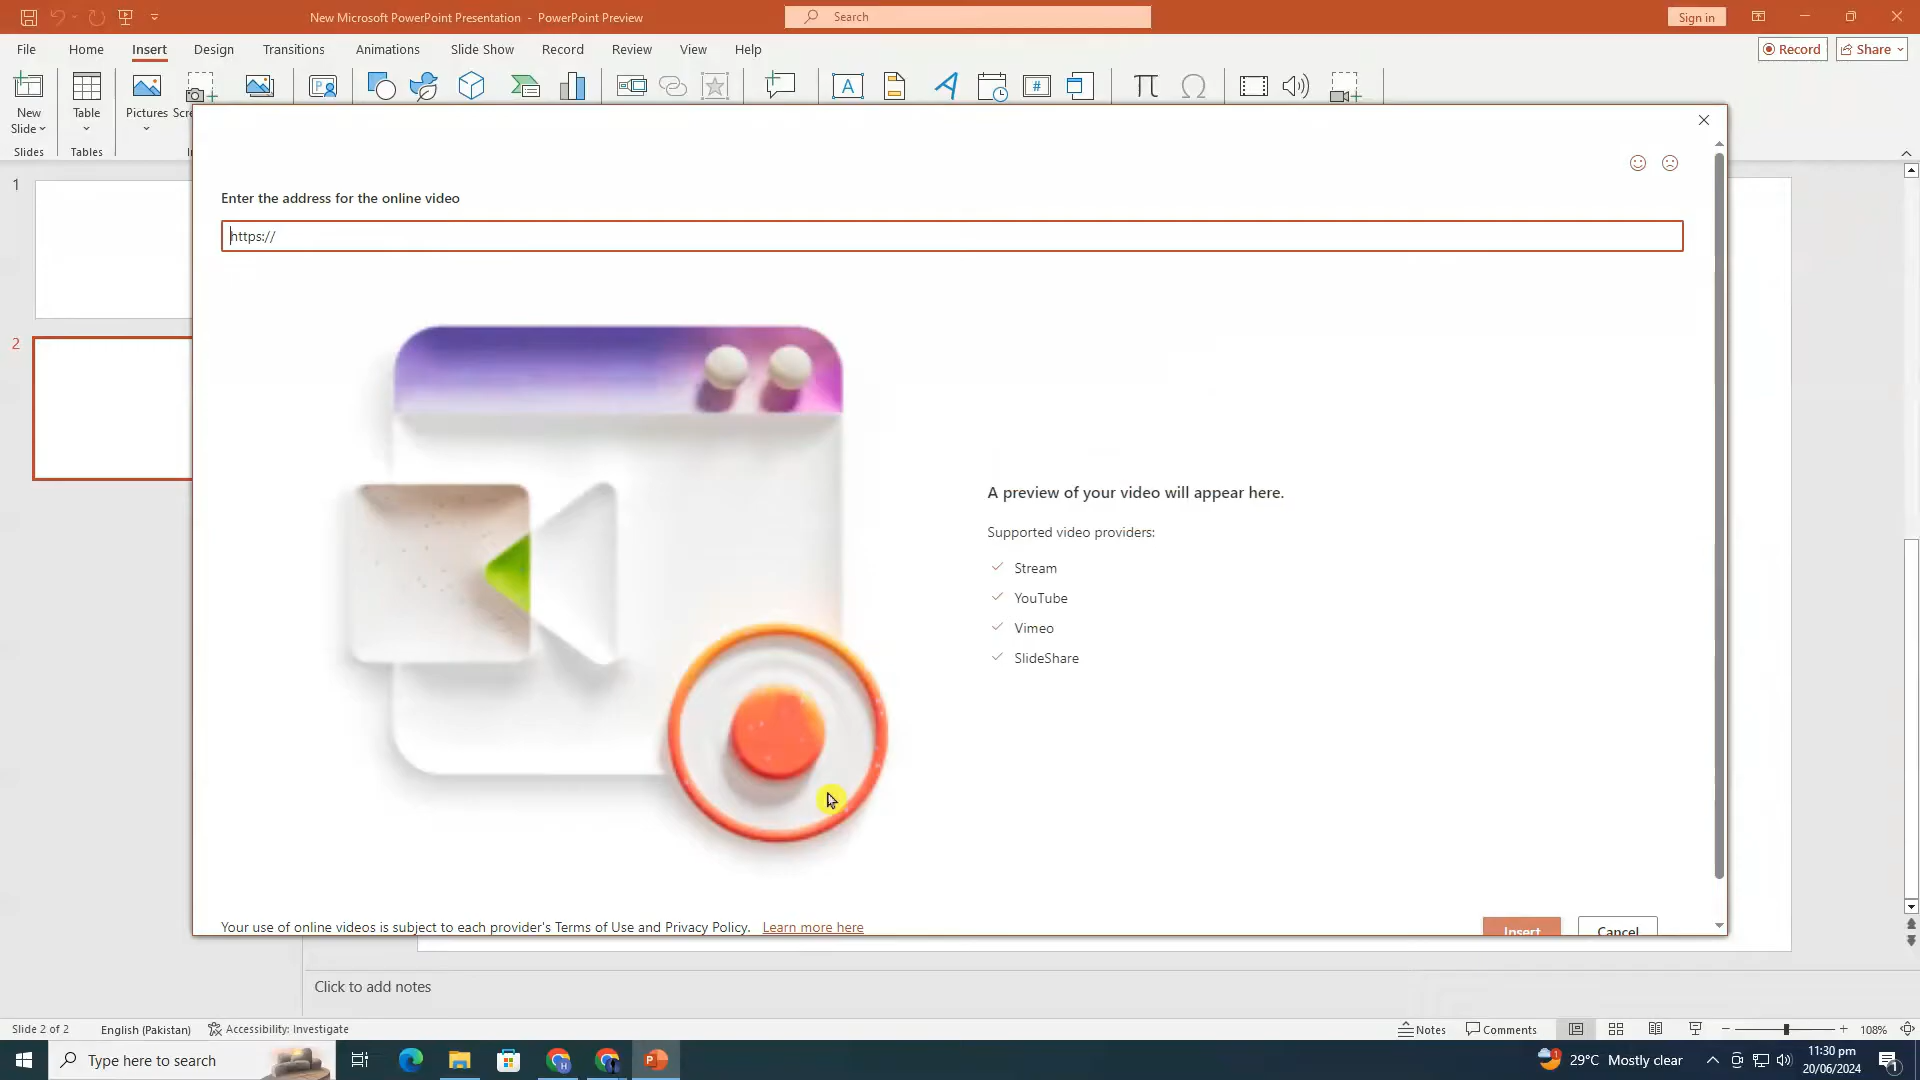 New Microsoft PowerPoint Presentation - PowerPoint Preview
Search
Sign in
File Home Insert Design Transitions Animations Slide Show Record Review View Help
Record
Share
New
Slide
Table
Pictures
Slides
Tables
Enter the address for the online video
https://
1
2
A preview of your video will appear here.
Supported video providers:
Stream
YouTube
Vimeo
SlideShare
Your use of online videos is subject to each provider's Terms of Use and Privacy Policy. Learn more here
Insert
Cancel
Click to add notes
Slide 2 of 2 English (Pakistan) Accessibility: Investigate Notes Comments 108%
Type here to search
29°C Mostly clear
11:30 pm
20/06/2024